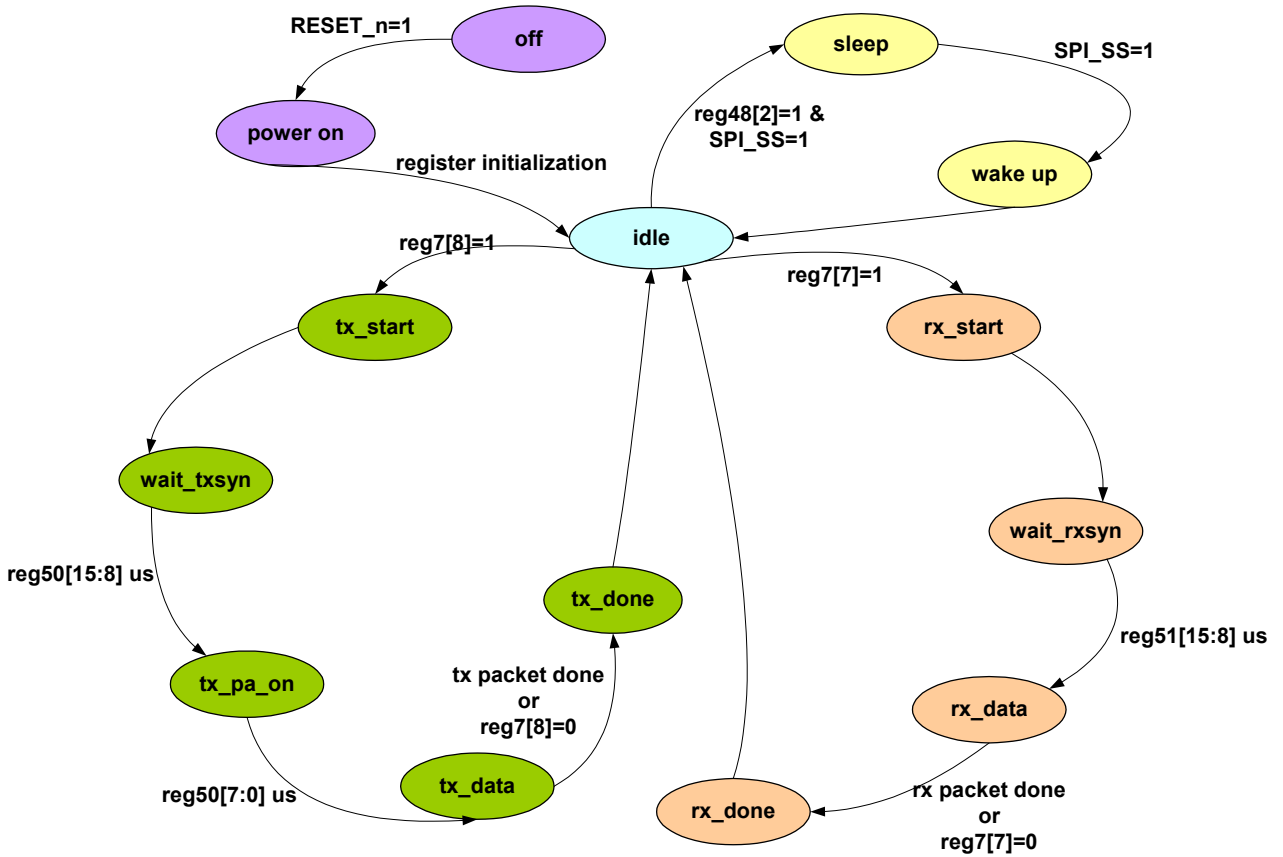 RESET_n=1
off
sleep
SPI_SS=1
power on
reg48[2]=1 &
SPI_SS=1
register initialization
wake up
idle
reg7[8]=1
reg7[7]=1
tx_start
rx_start
wait_txsyn
wait_rxsyn
reg50[15:8] us
tx_done
reg51[15:8] us
tx_pa_on
tx packet done
or
reg7[8]=0
rx_data
reg50[7:0] us
tx_data
rx_done
rx packet done
or
reg7[7]=0